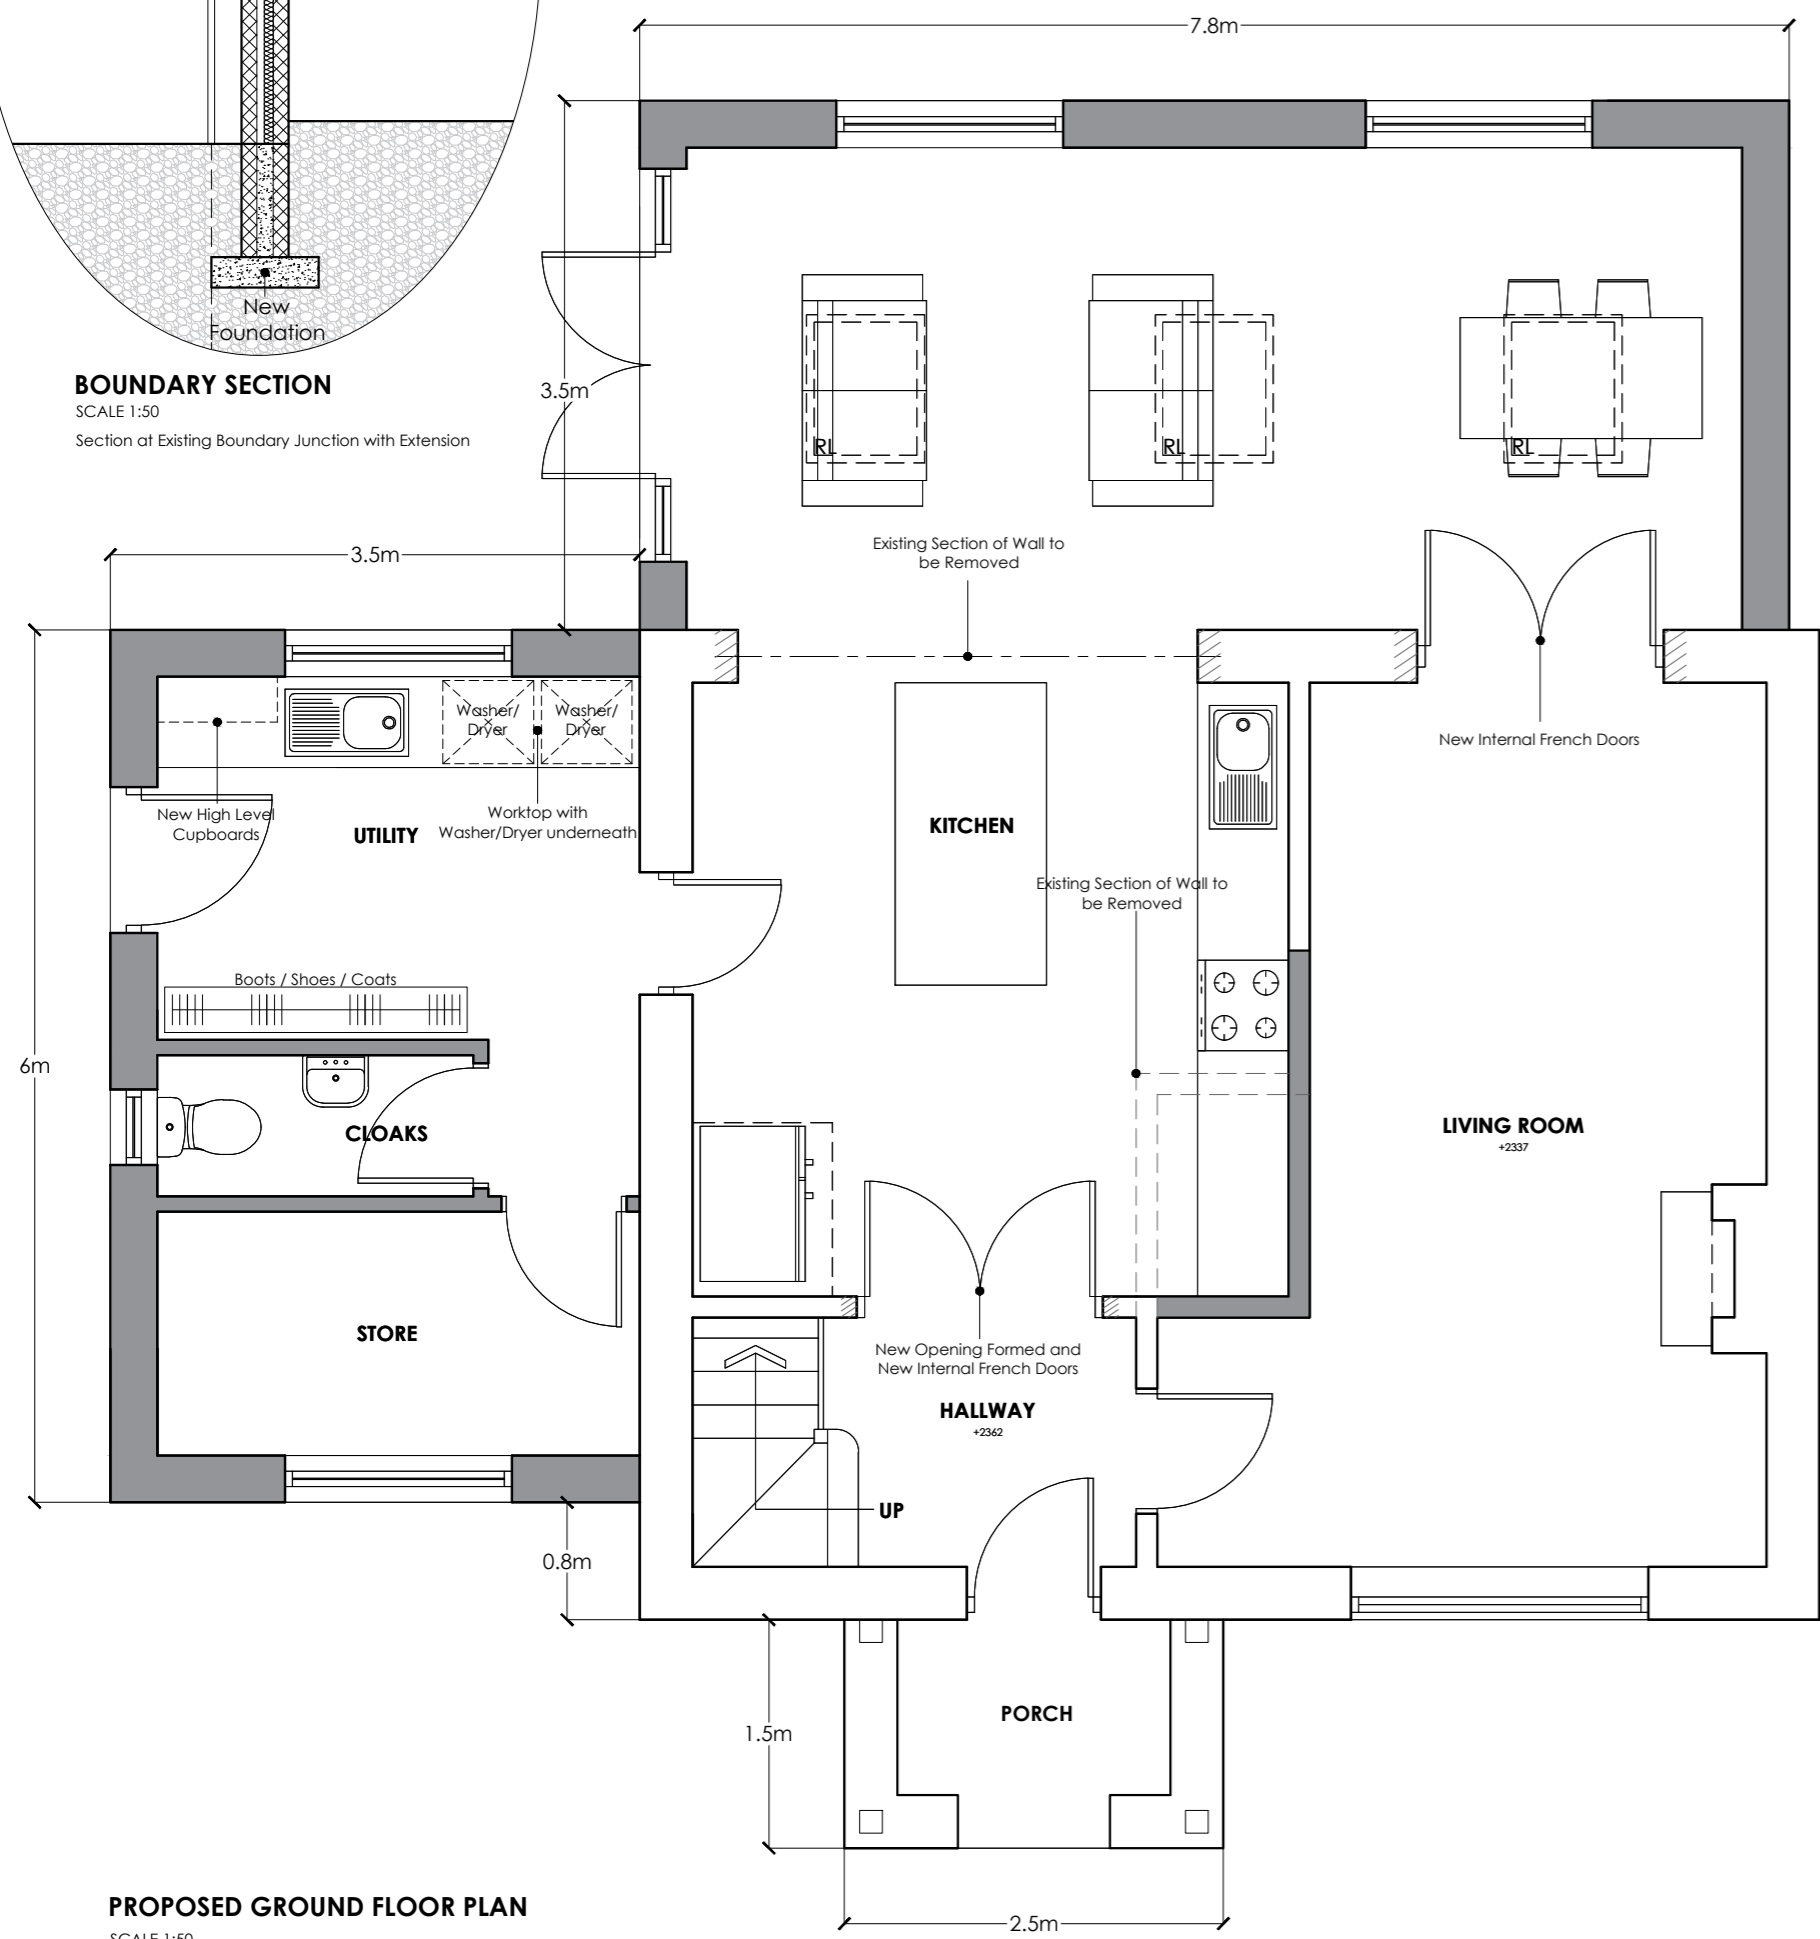 7.8m
New
Foundation
BOUNDARY SECTION
SCALE 1:50
Section at Existing Boundary Junction with Extension
3.5m
RL
RL
RL
Existing Section of Wall to
be Removed
3.5m
New Internal French Doors
Washer/
Dryer
Washer/
Dryer
New High Level
Cupboards
UTILITY
Worktop with
Washer/Dryer underneath
KITCHEN
Existing Section of Wall to
be Removed
Boots / Shoes / Coats
6m
CLOAKS
LIVING ROOM
+2337
STORE
New Opening Formed and
New Internal French Doors
HALLWAY
+2362
UP
0.8m
PORCH
1.5m
2.5m
PROPOSED GROUND FLOOR PLAN
SCALE 1:50